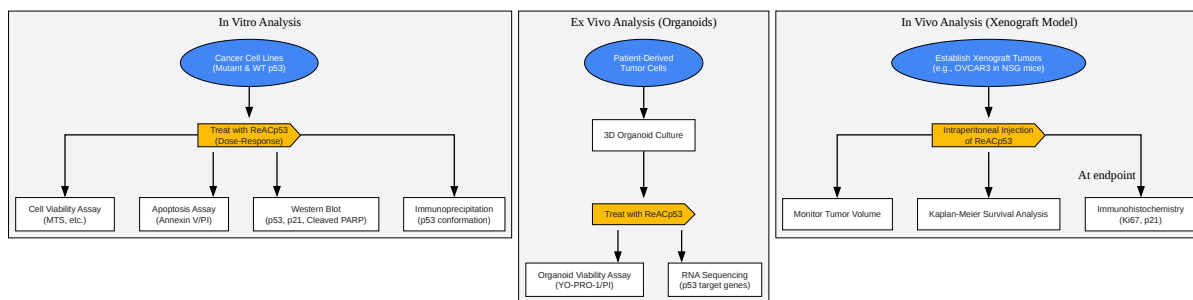 In Vitro Analysis
Cancer Cell Lines
(Mutant & WT p53)
Treat with ReACp53
(Dose-Response)
Cell Viability Assay
(MTS, etc.)
Apoptosis Assay
(Annexin V/PI)
Western Blot
(p53, p21, Cleaved PARP)
Immunoprecipitation
(p53 conformation)
Ex Vivo Analysis (Organoids)
Patient-Derived
Tumor Cells
3D Organoid Culture
Treat with ReACp53
Organoid Viability Assay
(YO-PRO-1/PI)
RNA Sequencing
(p53 target genes)
In Vivo Analysis (Xenograft Model)
Establish Xenograft Tumors
(e.g., OVCAR3 in NSG mice)
Intraperitoneal Injection
of ReACp53
At endpoint
Monitor Tumor Volume
Kaplan-Meier Survival Analysis
Immunohistochemistry
(Ki67, p21)